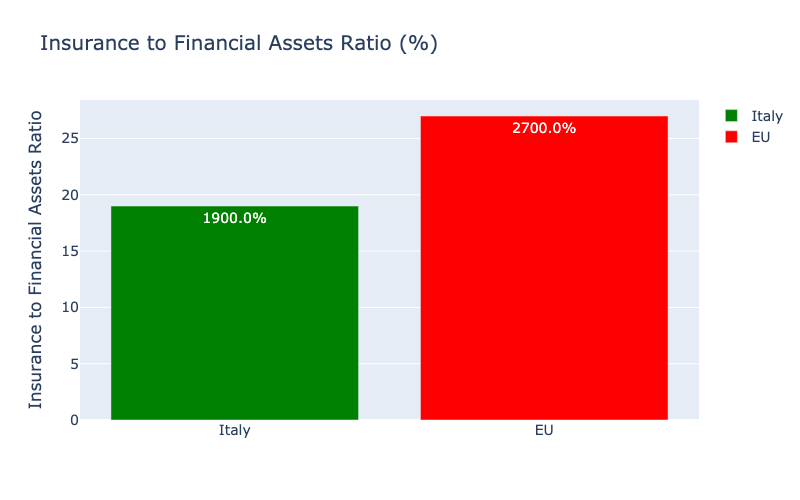 Insurance to Financial Assets Ratio (%)
Insurance to Financial Assets Ratio
25
20
15
10
5
0
1900.0%
2700.0%
Italy
EU
Italy
EU